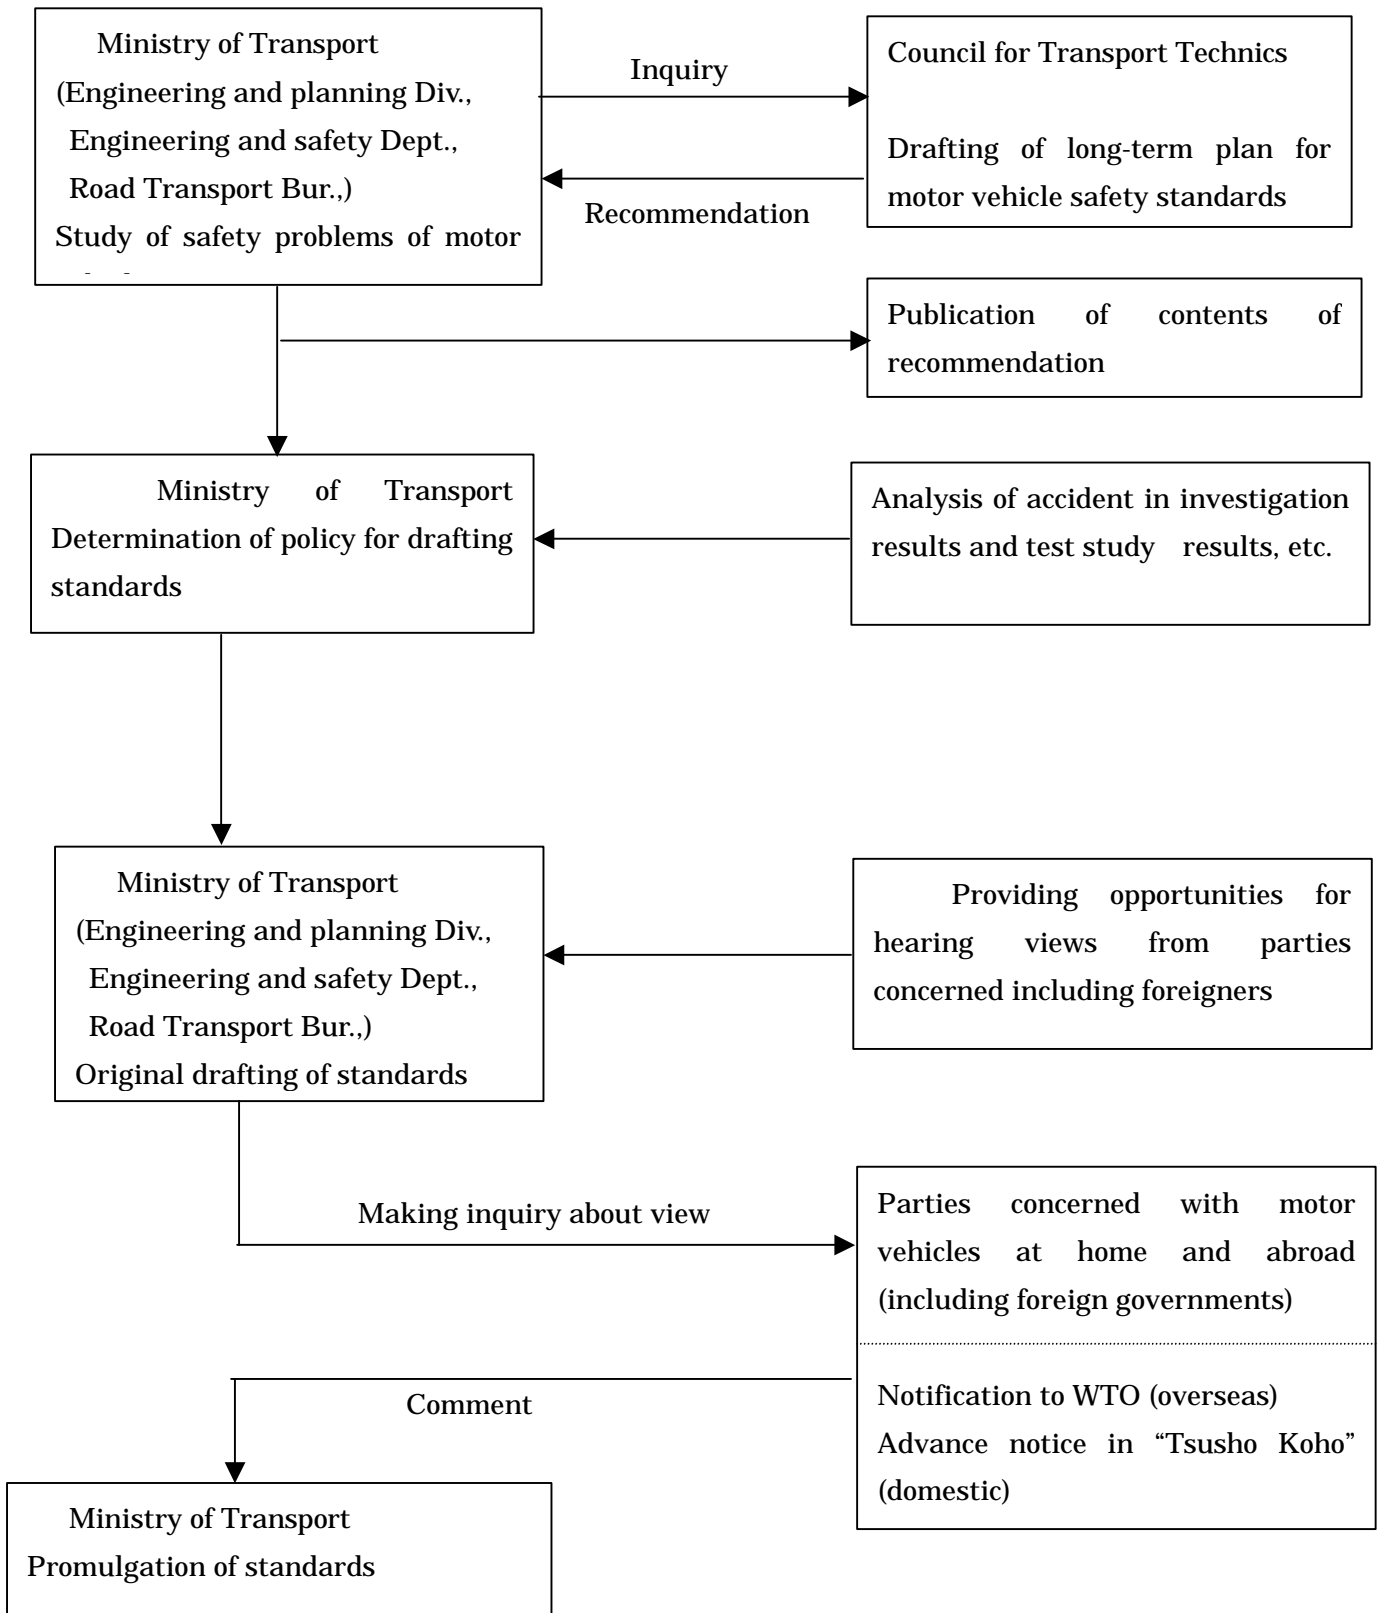 Ministry of Transport
(Engineering and planning Div.,
Engineering and safety Dept.,
Road Transport Bur.,)
Study of safety problems of motor
Inquiry
Recommendation
Council for Transport Technics
Drafting of long-term plan for
motor vehicle safety standards
Publication of contents of
recommendation
Ministry of Transport
Determination of policy for drafting
standards
Analysis of accident in investigation
results and test study results, etc.
Ministry of Transport
(Engineering and planning Div.,
Engineering and safety Dept.,
Road Transport Bur.,)
Original drafting of standards
Providing opportunities for
hearing views from parties
concerned including foreigners
Making inquiry about view
Parties concerned with motor
vehicles at home and abroad
(including foreign governments)
Notification to WTO (overseas)
Advance notice in “Tsusho Koho”
(domestic)
Comment
Ministry of Transport
Promulgation of standards